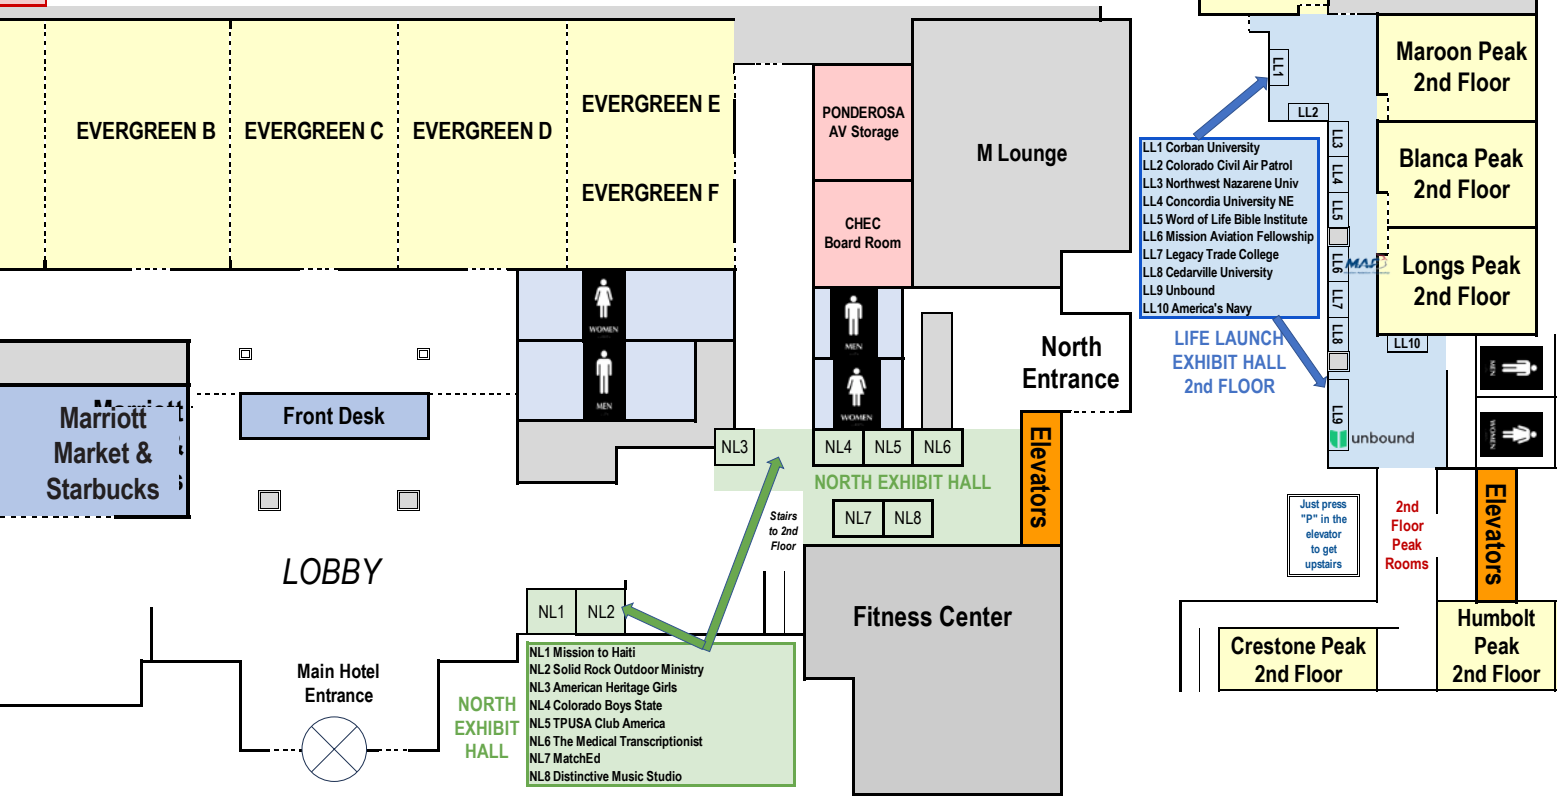 EVERGREEN B
EVERGREEN C
EVERGREEN D
EVERGREEN E
EVERGREEN F
PONDEROSA
AV Storage
CHEC
Board Room
M Lounge
WOMEN
MEN
MEN
WOMEN
North
Entrance
Marriott
Marriott
Market &
&
Starbucks
s
Front Desk
NL3
NL4
NL5
NL6
NORTH EXHIBIT HALL
NL7
NL8
Elevators
Stairs
to 2nd
Floor
LOBBY
NL1
NL2
Fitness Center
Main Hotel
Entrance
NORTH
EXHIBIT
HALL
NL1 Mission to Haiti
NL2 Solid Rock Outdoor Ministry
NL3 American Heritage Girls
NL4 Colorado Boys State
NL5 TPUSA Club America
NL6 The Medical Transcriptionist
NL7 MatchEd
NL8 Distinctive Music Studio
LL1
LL2
LL3
LL4
LL5
LL6
LL7
LL8
LL9
LL10
MAF
unbound
LL1 Corban University
LL2 Colorado Civil Air Patrol
LL3 Northwest Nazarene Univ
LL4 Concordia University NE
LL5 Word of Life Bible Institute
LL6 Mission Aviation Fellowship
LL7 Legacy Trade College
LL8 Cedarville University
LL9 Unbound
LL10 America's Navy
LIFE LAUNCH
EXHIBIT HALL
2nd FLOOR
Maroon Peak
2nd Floor
Blanca Peak
2nd Floor
Longs Peak
2nd Floor
MEN
WOMEN
Just press
"P" in the
elevator
to get
upstairs
2nd
Floor
Peak
Rooms
Elevators
Crestone Peak
2nd Floor
Humbolt
Peak
2nd Floor